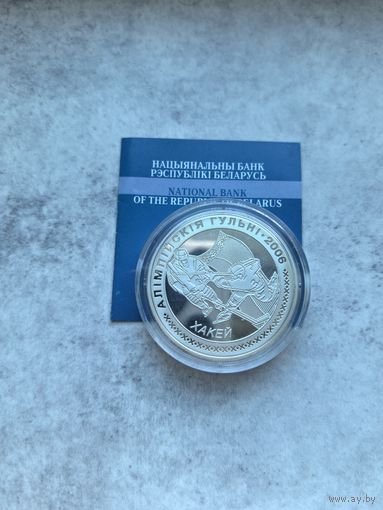 НАЦЫЯНАЛЬНЫ БАНК
РЭСПУБЛІКІ БЕЛАРУСЬ
NATIONAL BANK
OF THE REPUBLIC OF BELARUS
АЛІМПІЙСКІЯ ГУЛЬНІ · 2006
ХАКЕЙ
www.ay.by